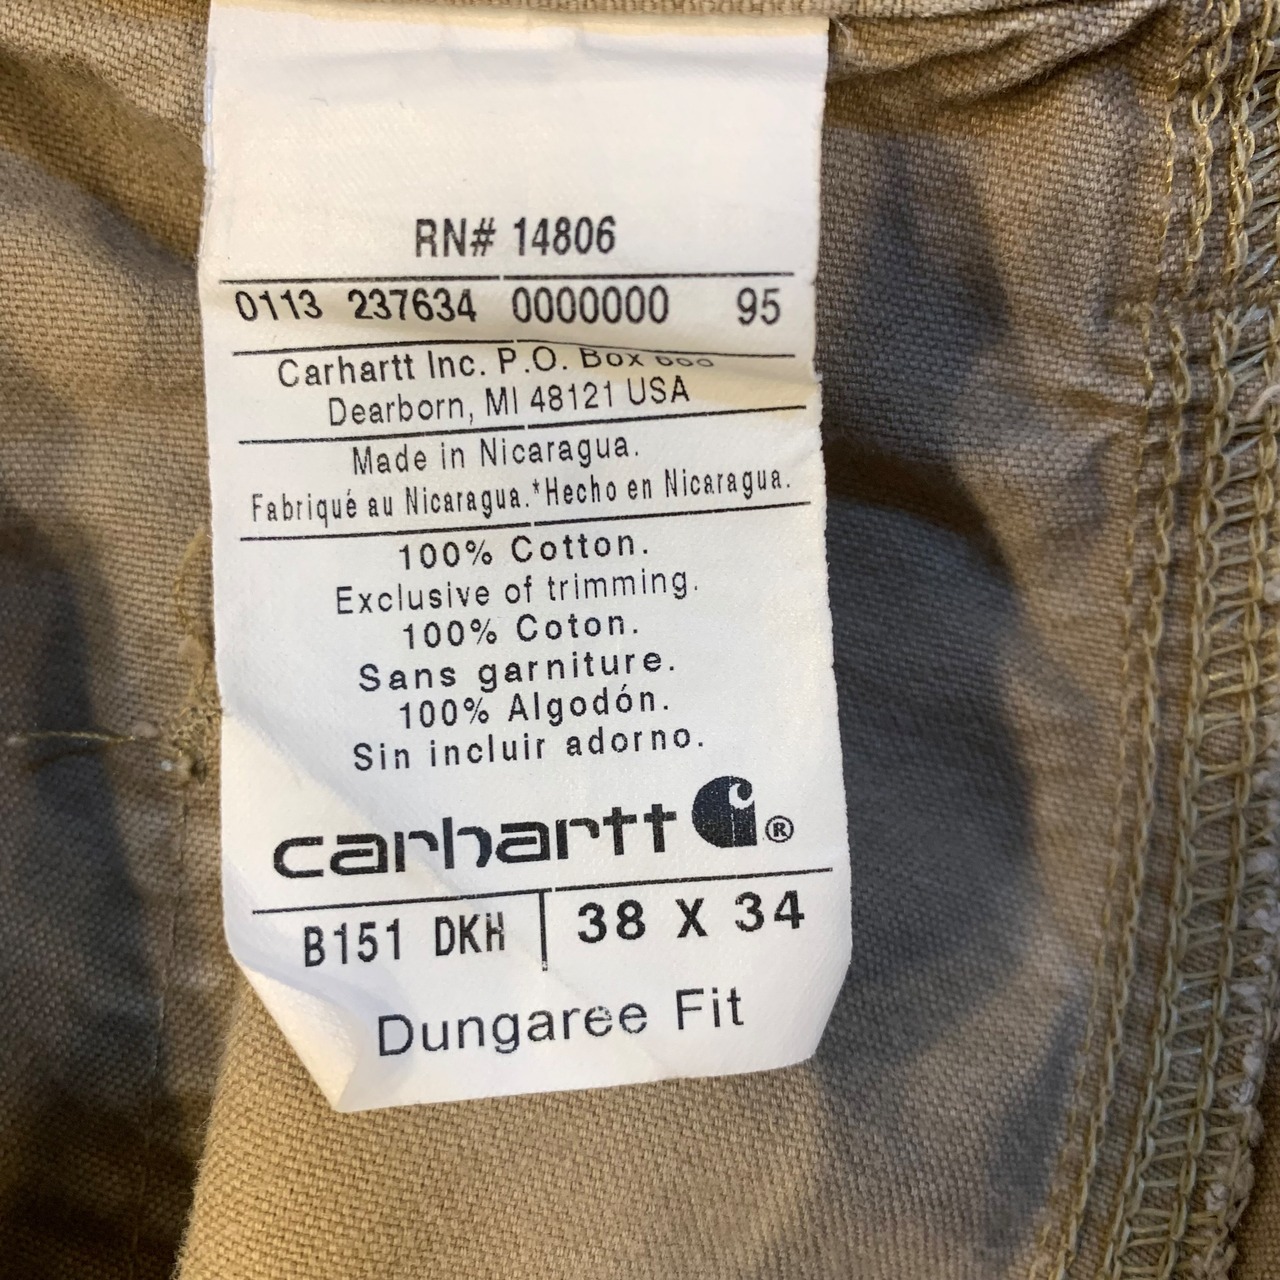 RN# 14806
0113 237634 0000000 95
Carhartt Inc. P.O. Box
Dearborn, MI 48121 USA
Made in Nicaragua.
Fabriqué au Nicaragua.*Hecho en Nicaragua.
100% Cotton.
Exclusive of trimming.
100% Coton.
Sans garniture.
100% Algodón.
Sin incluir adorno.
carhartt ®
B151 DKH 38 X 34
Dungaree Fit